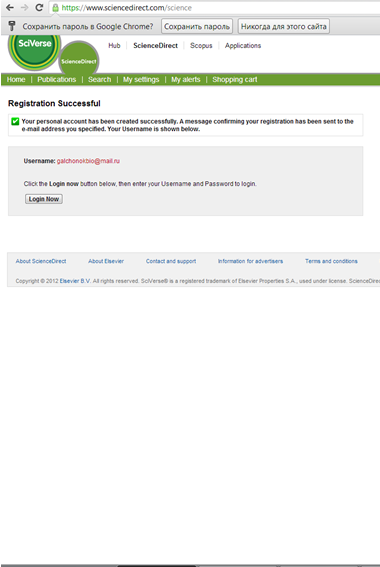 https://www.sciencedirect.com/science
Сохранить пароль в Google Chrome? Сохранить пароль Никогда для этого сайта
SciVerse
ScienceDirect
Hub ScienceDirect Scopus Applications
Home Publications Search My settings My alerts Shopping cart
Registration Successful
Your personal account has been created successfully. A message confirming your registration has been sent to the
e-mail address you specified. Your Username is shown below.
Username: galchonokbio@mail.ru
Click the Login now button below, then enter your Username and Password to login.
Login Now
About ScienceDirect About Elsevier Contact and support Information for advertisers Terms and conditions
Copyright © 2012 Elsevier B.V. All rights reserved. SciVerse® is a registered trademark of Elsevier Properties S.A., used under license. ScienceDirec